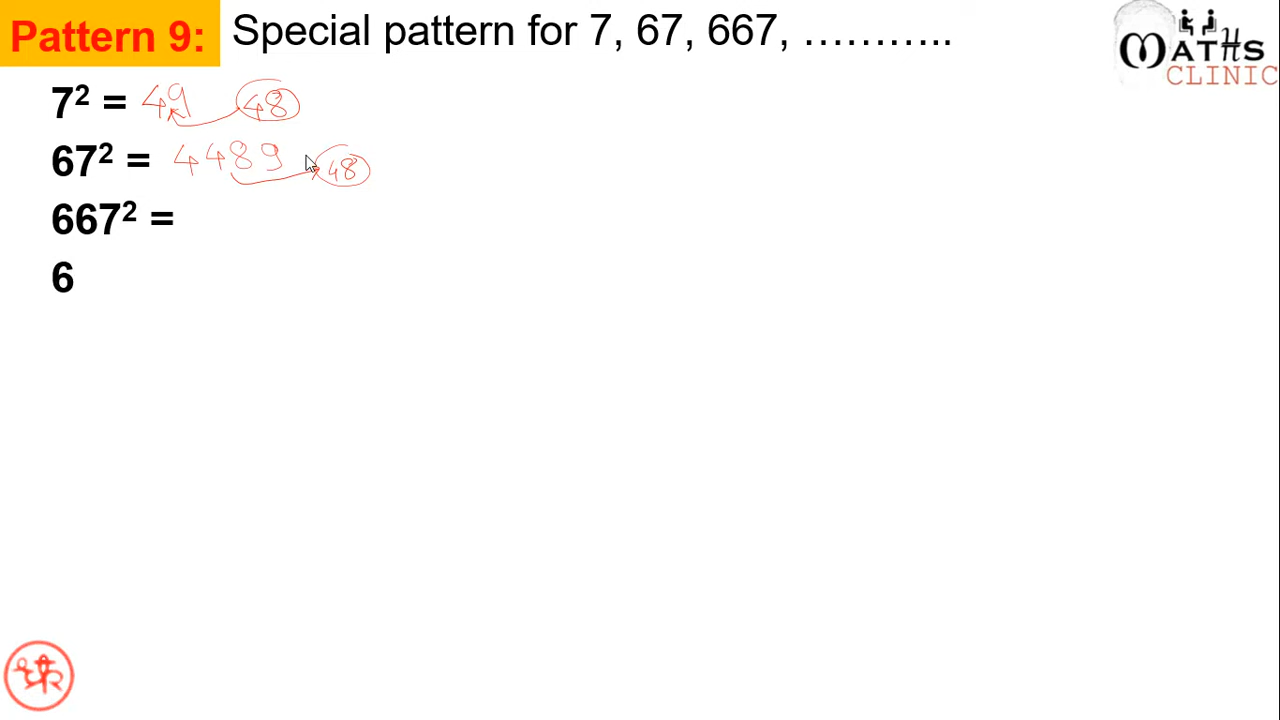 Pattern 9: Special pattern for 7, 67, 667, ………..
MATHS
CLINIC
7² = 49 48
67² = 4489 48
667² =
6